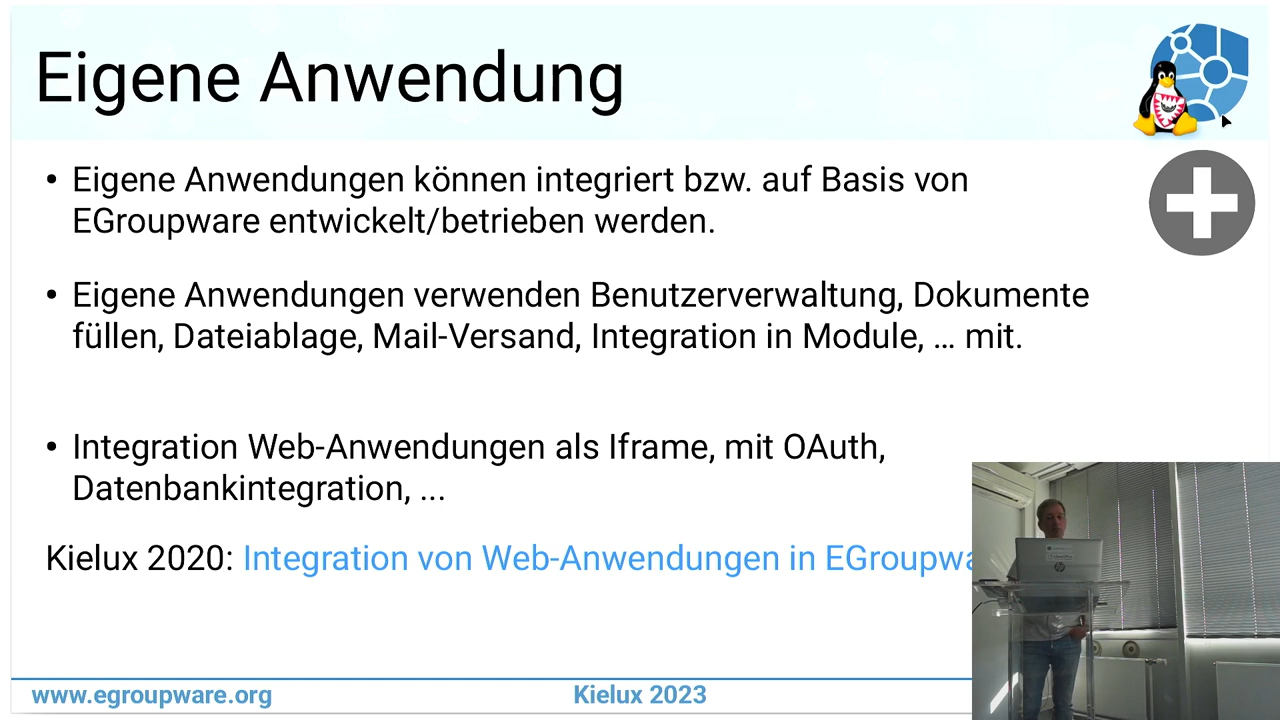 Eigene Anwendung
• Eigene Anwendungen können integriert bzw. auf Basis von
EGroupware entwickelt/betrieben werden.
• Eigene Anwendungen verwenden Benutzerverwaltung, Dokumente
füllen, Dateiablage, Mail-Versand, Integration in Module, … mit.
• Integration Web-Anwendungen als Iframe, mit OAuth,
Datenbankintegration, ...
Kielux 2020: Integration von Web-Anwendungen in EGroupwa
www.egroupware.org
Kielux 2023